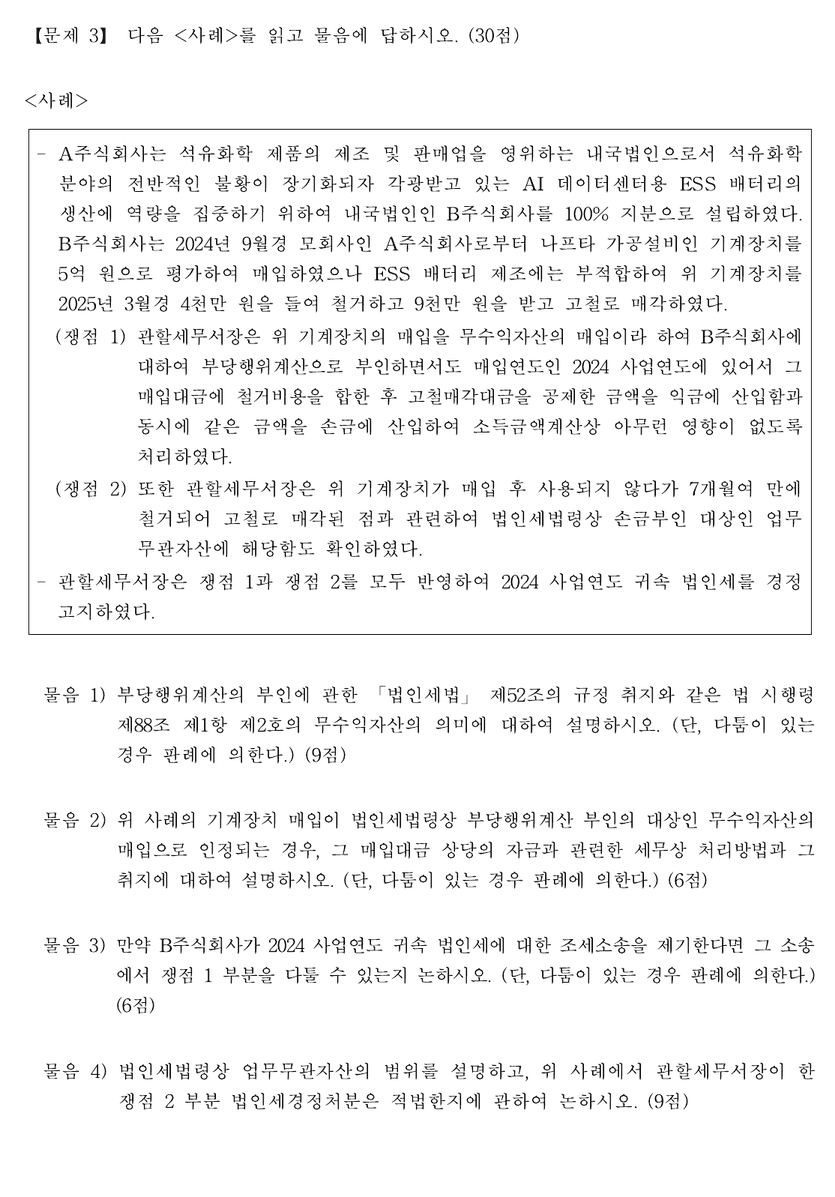 【문제 3】 다음 <사례>를 읽고 물음에 답하시오. (30점)
<사례>
- A주식회사는 석유화학 제품의 제조 및 판매업을 영위하는 내국법인으로서 석유화학
분야의 전반적인 불황이 장기화되자 각광받고 있는 AI 데이터센터용 ESS 배터리의
생산에 역량을 집중하기 위하여 내국법인인 B주식회사를 100% 지분으로 설립하였다.
B주식회사는 2024년 9월경 모회사인 A주식회사로부터 나프타 가공설비인 기계장치를
5억 원으로 평가하여 매입하였으나 ESS 배터리 제조에는 부적합하여 위 기계장치를
2025년 3월경 4천만 원을 들여 철거하고 9천만 원을 받고 고철로 매각하였다.
(쟁점 1) 관할세무서장은 위 기계장치의 매입을 무수익자산의 매입이라 하여 B주식회사에
대하여 부당행위계산으로 부인하면서도 매입연도인 2024 사업연도에 있어서 그
매입대금에 철거비용을 합한 후 고철매각대금을 공제한 금액을 익금에 산입함과
동시에 같은 금액을 손금에 산입하여 소득금액계산상 아무런 영향이 없도록
처리하였다.
(쟁점 2) 또한 관할세무서장은 위 기계장치가 매입 후 사용되지 않다가 7개월여 만에
철거되어 고철로 매각된 점과 관련하여 법인세법령상 손금부인 대상인 업무
무관자산에 해당함도 확인하였다.
- 관할세무서장은 쟁점 1과 쟁점 2를 모두 반영하여 2024 사업연도 귀속 법인세를 경정
고지하였다.
물음 1) 부당행위계산의 부인에 관한 「법인세법」 제52조의 규정 취지와 같은 법 시행령
제88조 제1항 제2호의 무수익자산의 의미에 대하여 설명하시오. (단, 다툼이 있는
경우 판례에 의한다.) (9점)
물음 2) 위 사례의 기계장치 매입이 법인세법령상 부당행위계산 부인의 대상인 무수익자산의
매입으로 인정되는 경우, 그 매입대금 상당의 자금과 관련한 세무상 처리방법과 그
취지에 대하여 설명하시오. (단, 다툼이 있는 경우 판례에 의한다.) (6점)
물음 3) 만약 B주식회사가 2024 사업연도 귀속 법인세에 대한 조세소송을 제기한다면 그 소송
에서 쟁점 1 부분을 다툴 수 있는지 논하시오. (단, 다툼이 있는 경우 판례에 의한다.)
(6점)
물음 4) 법인세법령상 업무무관자산의 범위를 설명하고, 위 사례에서 관할세무서장이 한
쟁점 2 부분 법인세경정처분은 적법한지에 관하여 논하시오. (9점)